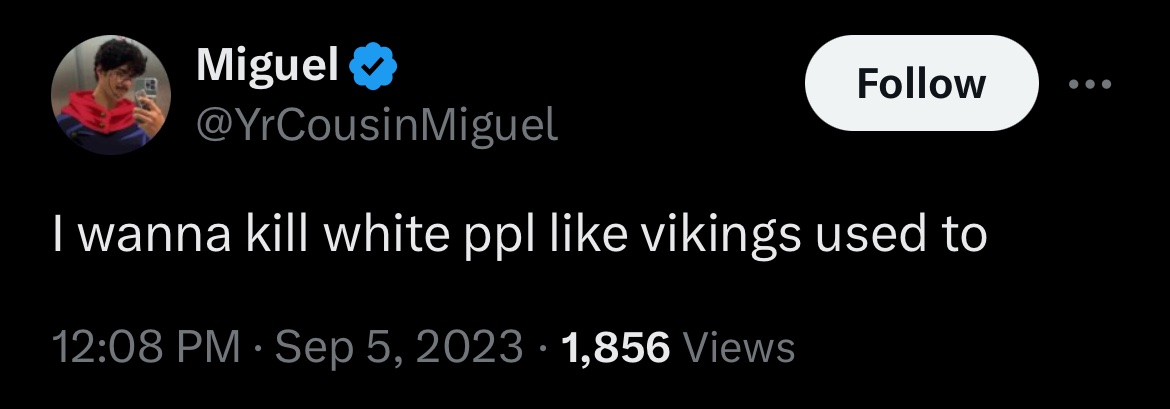 Miguel
Follow
@YrCousinMiguel
I wanna kill white ppl like vikings used to
12:08 PM · Sep 5, 2023 · 1,856 Views